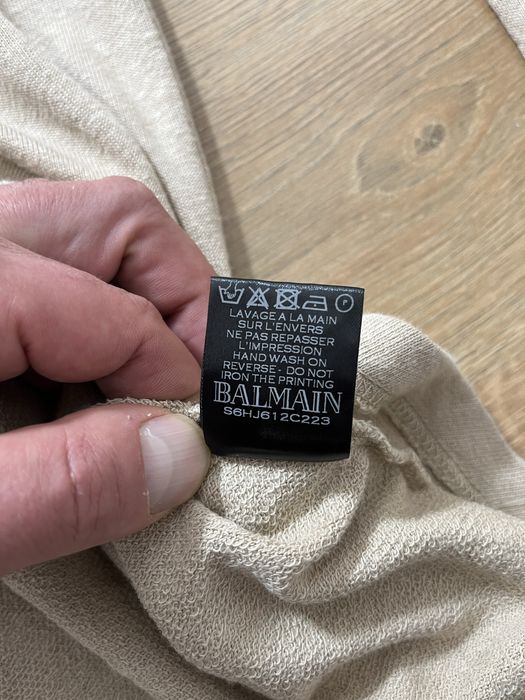 P
LAVAGE A LA MAIN
SUR L'ENVERS
NE PAS REPASSER
L'IMPRESSION
HAND WASH ON
REVERSE - DO NOT
IRON THE PRINTING
BALMAIN
S6HJ612C223